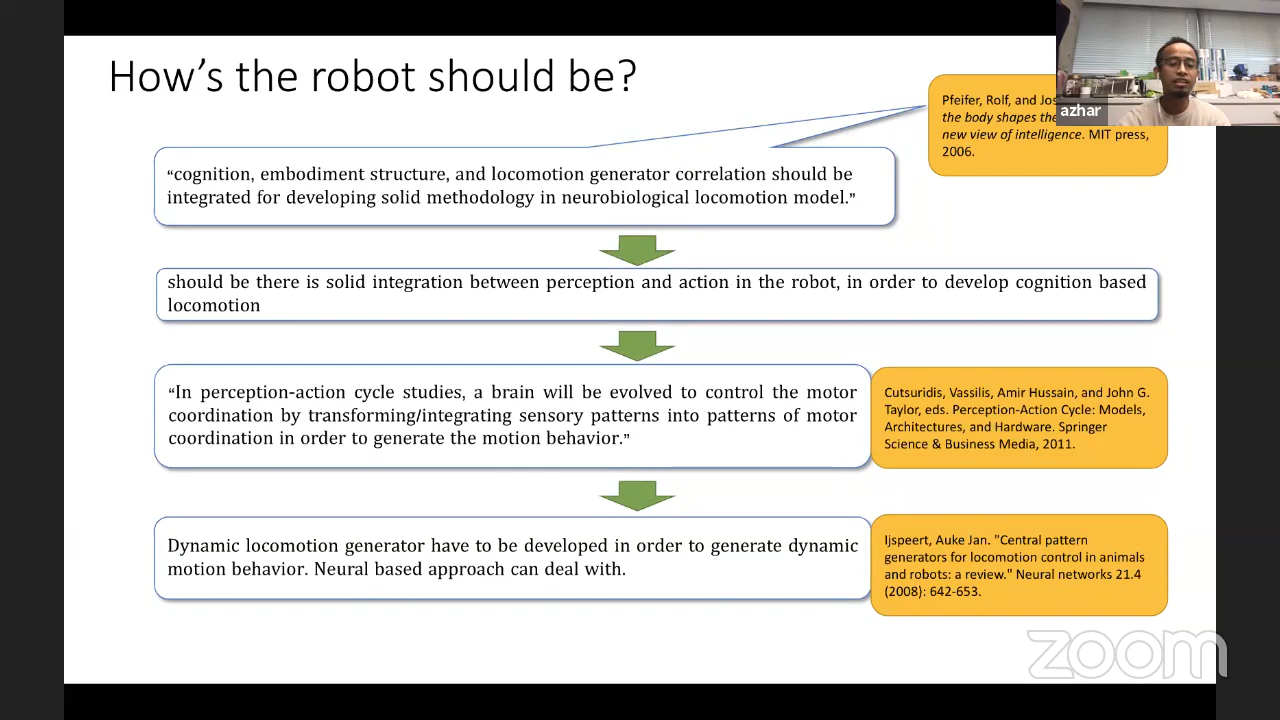 How's the robot should be?
Pfeifer, Rolf, and Jos
the body shapes the
new view of intelligence. MIT press,
2006.
azhar
“cognition, embodiment structure, and locomotion generator correlation should be
integrated for developing solid methodology in neurobiological locomotion model.”
should be there is solid integration between perception and action in the robot, in order to develop cognition based
locomotion
“In perception-action cycle studies, a brain will be evolved to control the motor
coordination by transforming/integrating sensory patterns into patterns of motor
coordination in order to generate the motion behavior.”
Cutsuridis, Vassilis, Amir Hussain, and John G.
Taylor, eds. Perception-Action Cycle: Models,
Architectures, and Hardware. Springer
Science & Business Media, 2011.
Dynamic locomotion generator have to be developed in order to generate dynamic
motion behavior. Neural based approach can deal with.
Ijspeert, Auke Jan. "Central pattern
generators for locomotion control in animals
and robots: a review." Neural networks 21.4
(2008): 642-653.
zoom